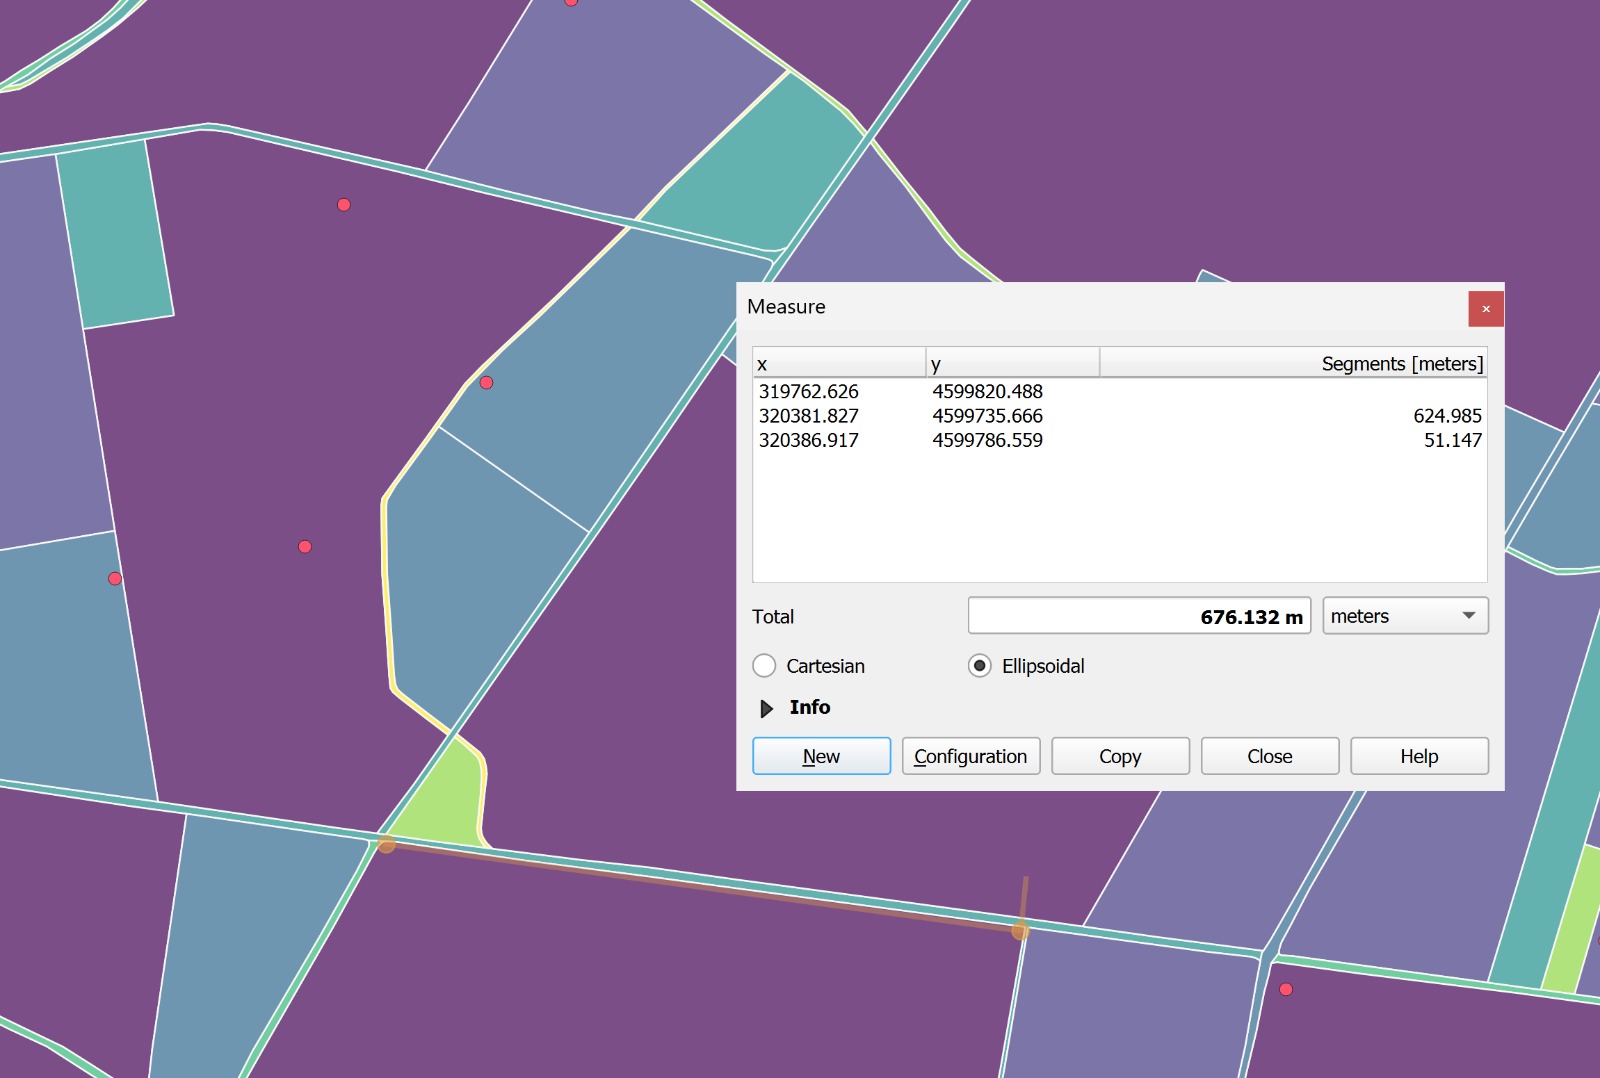 Measure
x y Segments [meters]
319762.626 4599820.488
320381.827 4599735.666 624.985
320386.917 4599786.559 51.147
Total 676.132 m meters
Cartesian Ellipsoidal
Info
New Configuration Copy Close Help